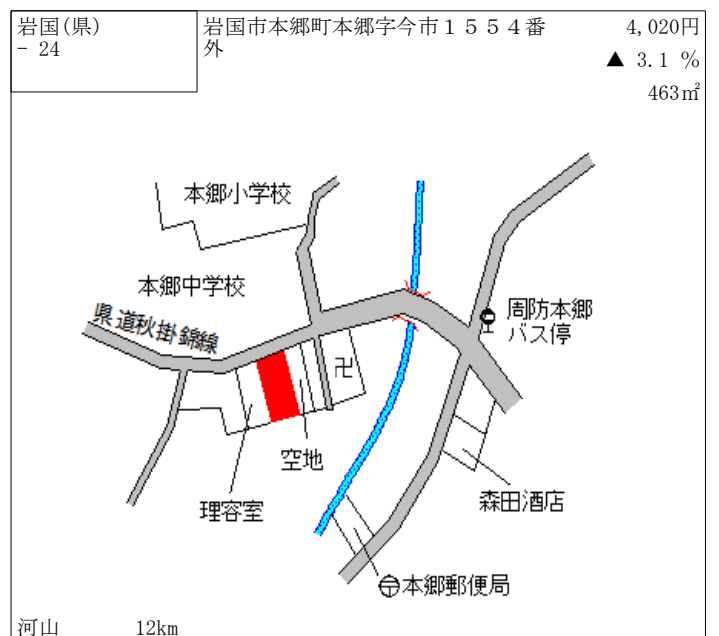 岩国(県)
- 24
岩国市本郷町本郷字今市１５５４番
外
4,020円
▲ 3.1 %
463㎡
本郷小学校
本郷中学校
県道秋掛錦線
周防本郷
バス停
卍
空地
理容室
森田酒店
〶本郷郵便局
河山 12km